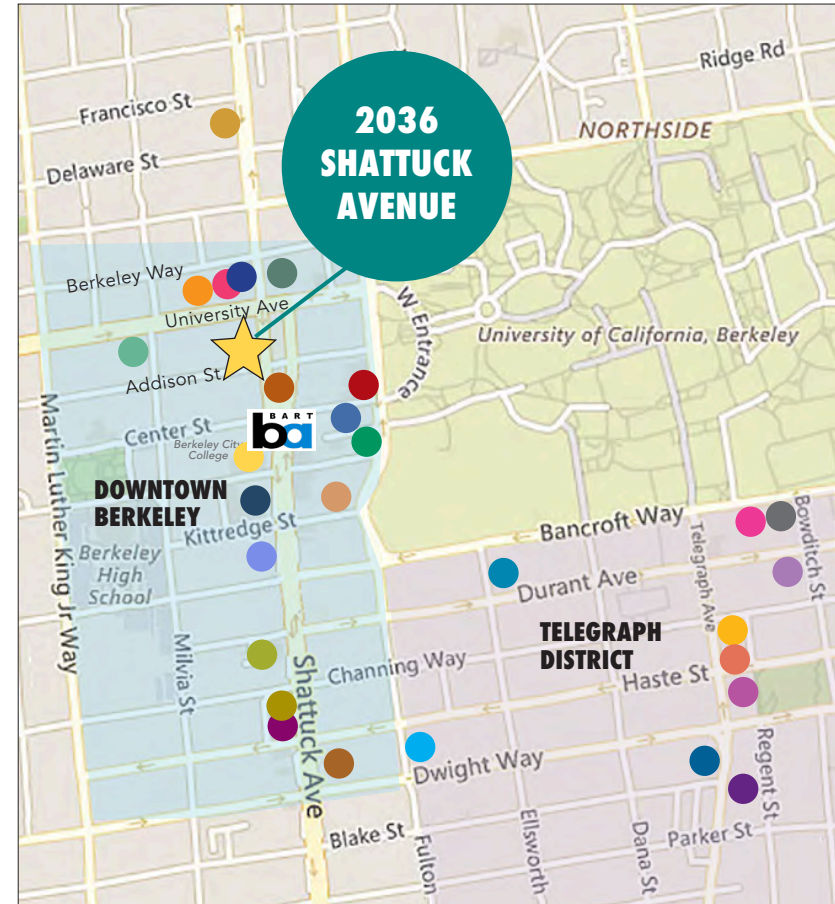 Ridge Rd
Francisco St
2036
SHATTUCK
AVENUE
NORTHSIDE
Delaware St
Berkeley Way
University Ave
W Entrance
University of California, Berkeley
Addison St
Martin Luther King Jr Way
BART
ba
Center St
Berkeley City
College
DOWNTOWN
BERKELEY
Kittredge St
Bancroft Way
Bowditch St
Telegraph Ave
Berkeley
High
School
Durant Ave
TELEGRAPH
DISTRICT
Milvia St
Shattuck Ave
Channing Way
Haste St
Regent St
Dwight Way
Blake St
Fulton
Ellsworth
Dana St
Parker St